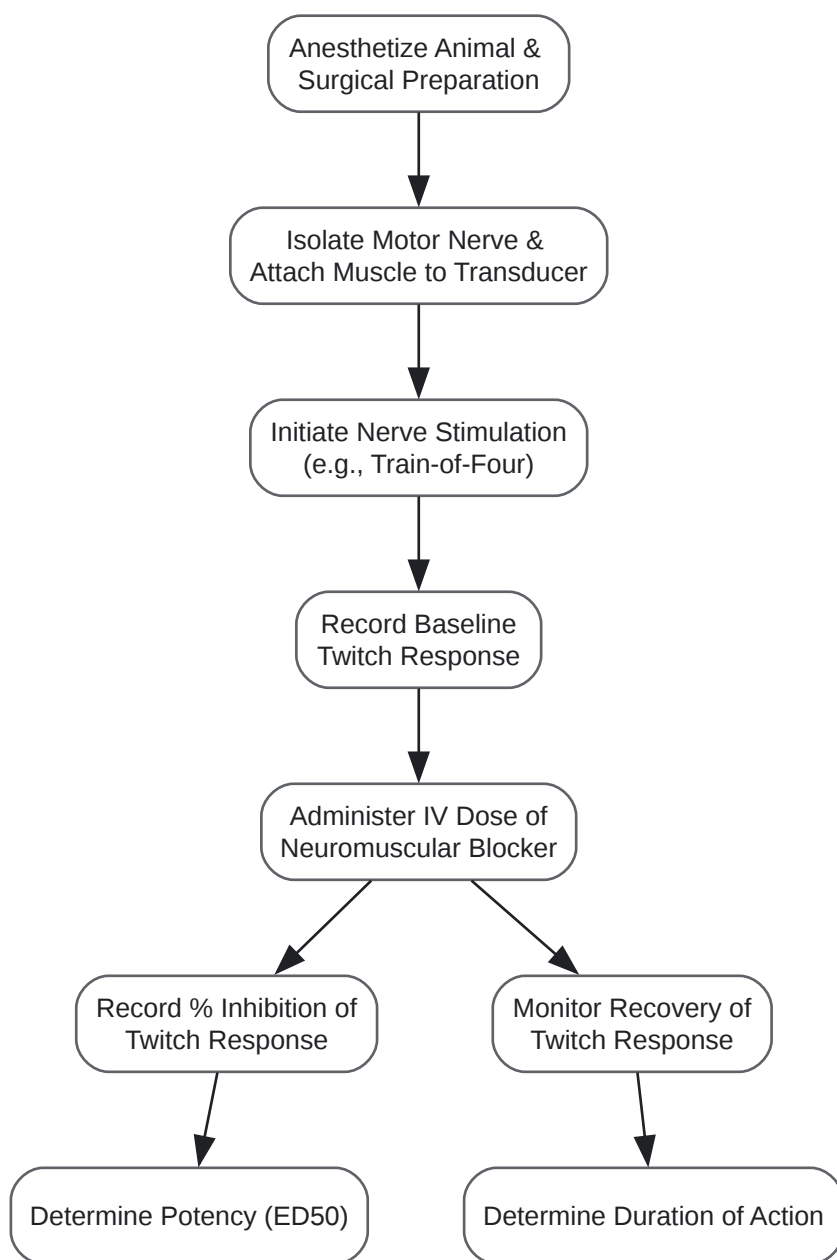 Anesthetize Animal &
Surgical Preparation
Isolate Motor Nerve &
Attach Muscle to Transducer
Initiate Nerve Stimulation
(e.g., Train-of-Four)
Record Baseline
Twitch Response
Administer IV Dose of
Neuromuscular Blocker
Record % Inhibition of
Twitch Response
Monitor Recovery of
Twitch Response
Determine Potency (ED50)
Determine Duration of Action